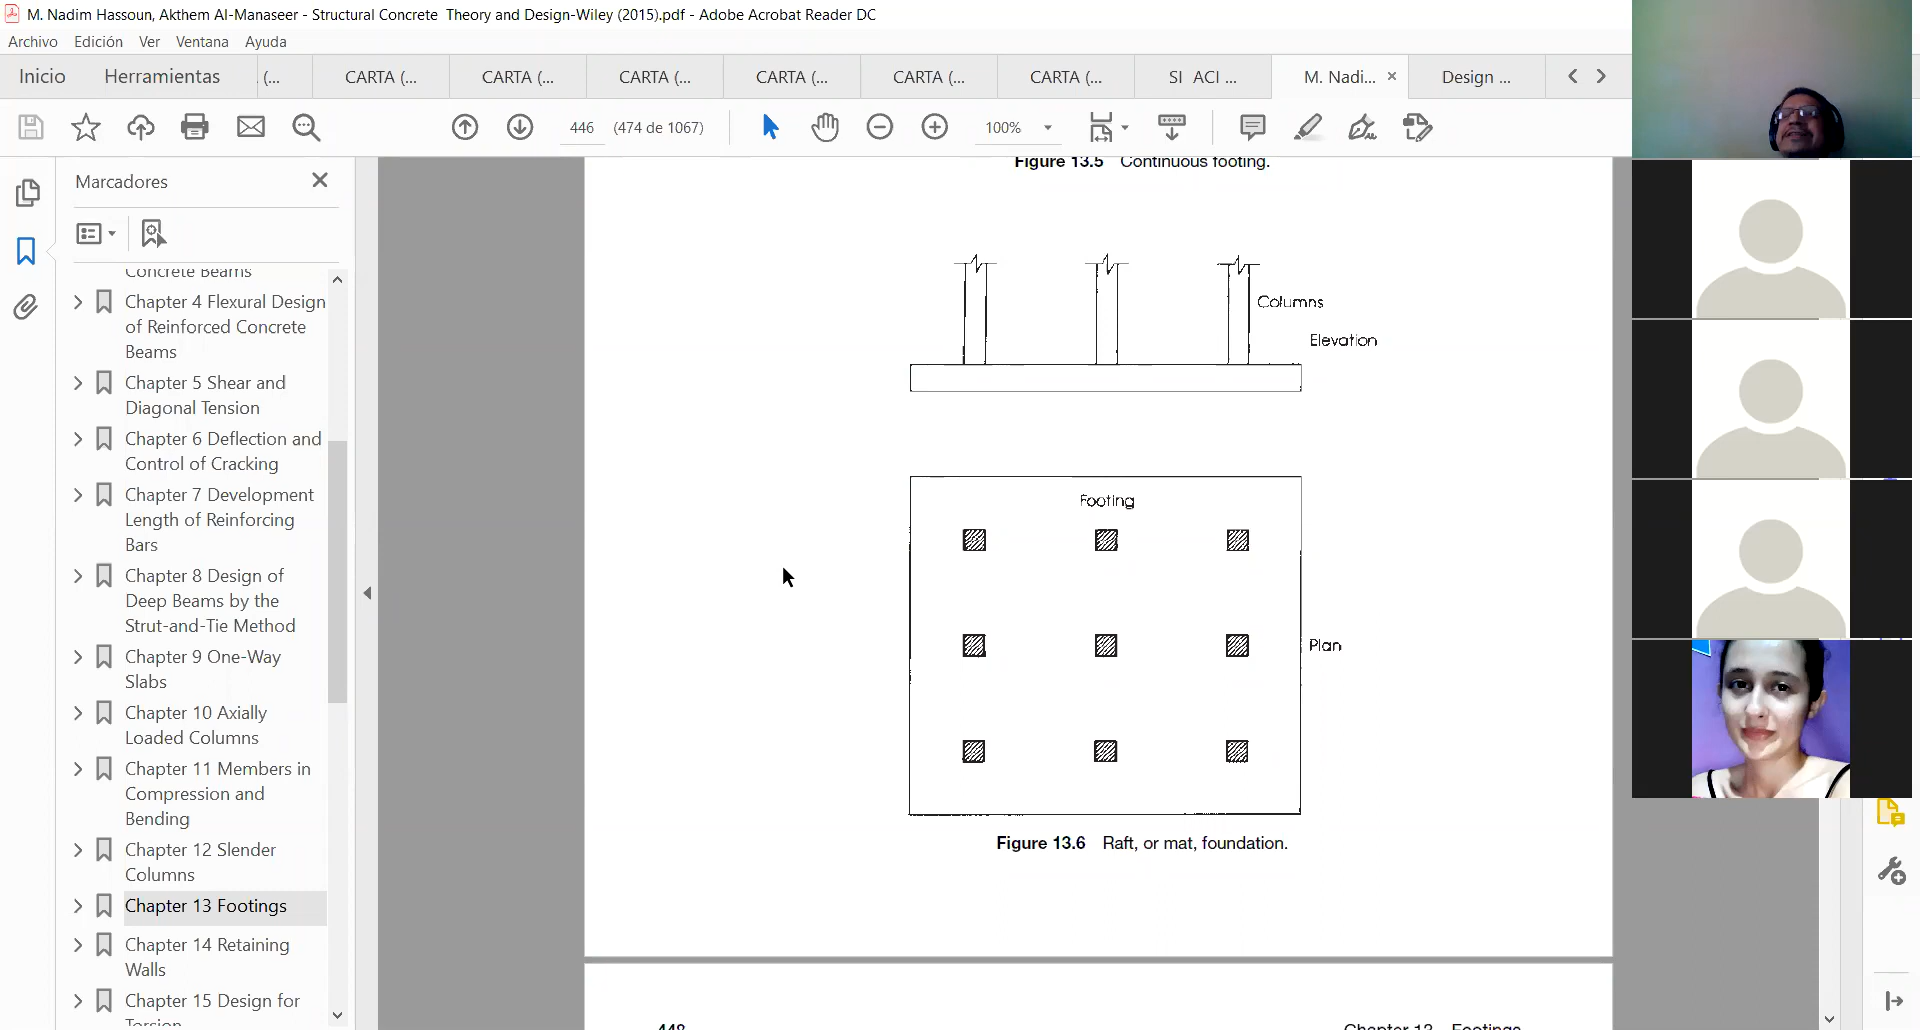 M. Nadim Hassoun, Akthem Al-Manaseer - Structural Concrete  Theory and Design-Wiley (2015).pdf - Adobe Acrobat Reader DC
Archivo Edición Ver Ventana Ayuda
Inicio Herramientas (... CARTA (... CARTA (... CARTA (... CARTA (... CARTA (... CARTA (... SI ACI ... M. Nadi... × Design ...
446 (474 de 1067) 100%
Marcadores
Concrete Beams
Chapter 4 Flexural Design
of Reinforced Concrete
Beams
Chapter 5 Shear and
Diagonal Tension
Chapter 6 Deflection and
Control of Cracking
Chapter 7 Development
Length of Reinforcing
Bars
Chapter 8 Design of
Deep Beams by the
Strut-and-Tie Method
Chapter 9 One-Way
Slabs
Chapter 10 Axially
Loaded Columns
Chapter 11 Members in
Compression and
Bending
Chapter 12 Slender
Columns
Chapter 13 Footings
Chapter 14 Retaining
Walls
Chapter 15 Design for
Torsion
Figure 13.5 Continuous footing.
Columns
Elevation
Footing
Plan
Figure 13.6 Raft, or mat, foundation.
448 Chapter 13 Footings